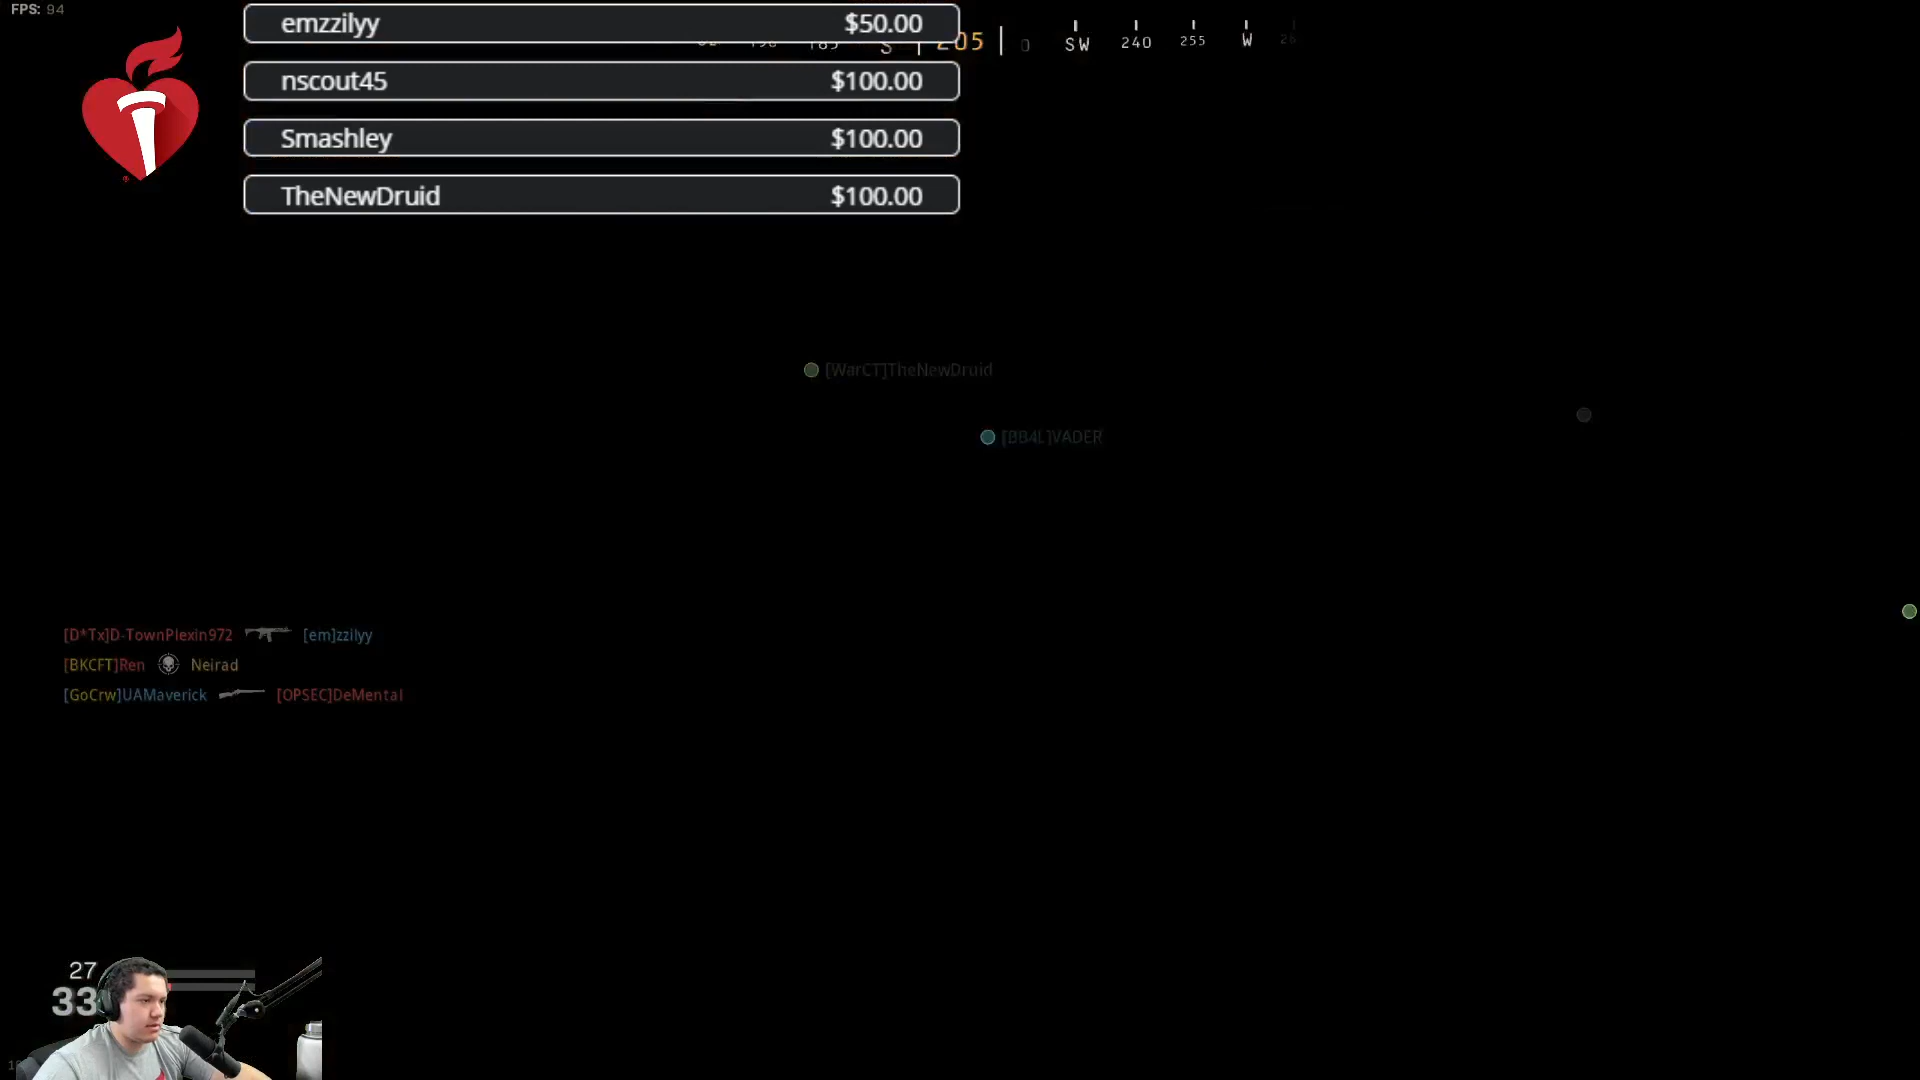 FPS: 94
emzzilyy $50.00
nscout45 $100.00
Smashley $100.00
TheNewDruid $100.00
S 205 SW 240 255 W
[WarCT]TheNewDruid
[BB4L]VADER
[D*Tx]D-TownPlexin972 [em]zzilyy
[BKCFT]Ren Neirad
[GoCrw]UAMaverick [OPSEC]DeMental
27
33